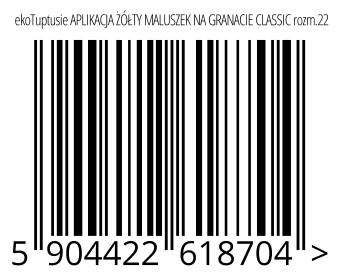 ekoTuptusie APLIKACJA ŻÓŁTY MALUSZEK NA GRANACIE CLASSIC rozm.22
5 904422 618704 >